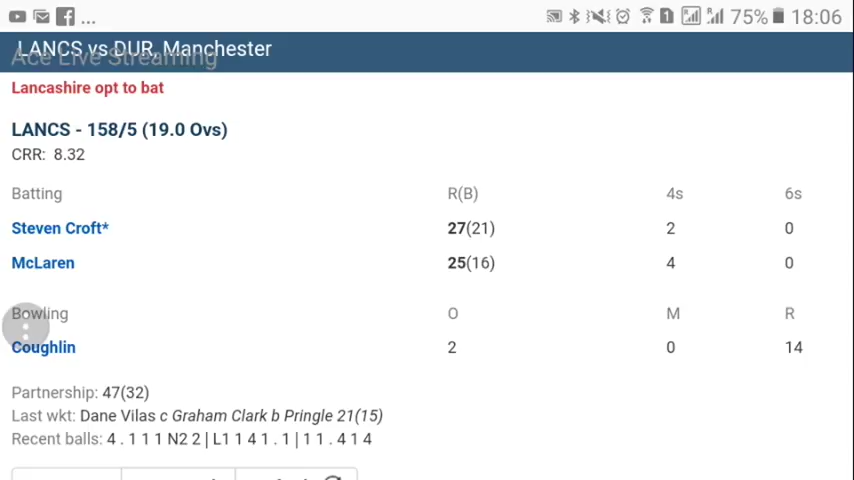 ... 1 75% 18:06
LANCS vs DUR, Manchester
Ace Live Streaming
Lancashire opt to bat
LANCS - 158/5 (19.0 Ovs)
CRR: 8.32
Batting R(B) 4s 6s
Steven Croft* 27(21) 2 0
McLaren 25(16) 4 0
Bowling O M R
Coughlin 2 0 14
Partnership: 47(32)
Last wkt: Dane Vilas c Graham Clark b Pringle 21(15)
Recent balls: 4 . 1 1 1 N2 2 | L1 1 4 1 . 1 | 1 1 . 4 1 4